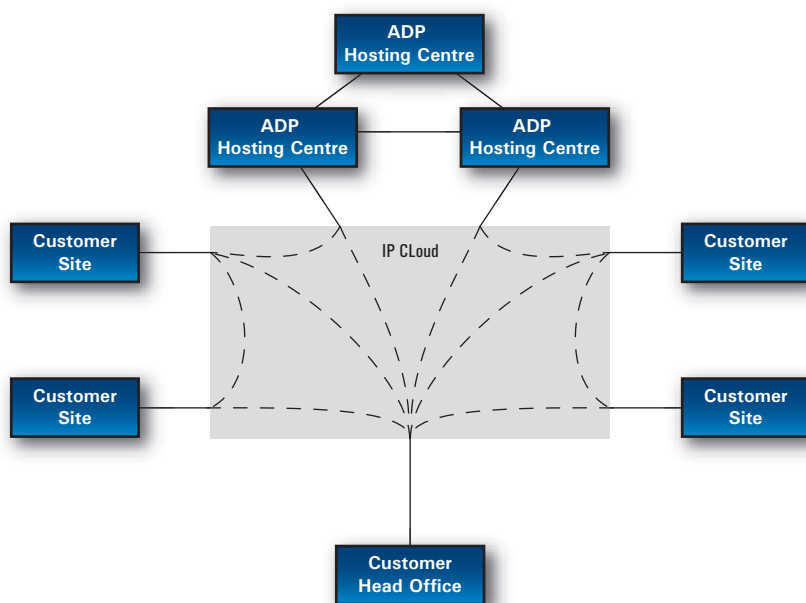 ADP
Hosting Centre
ADP
Hosting Centre
ADP
Hosting Centre
Customer
Site
IP CLoud
Customer
Site
Customer
Site
Customer
Site
Customer
Head Office